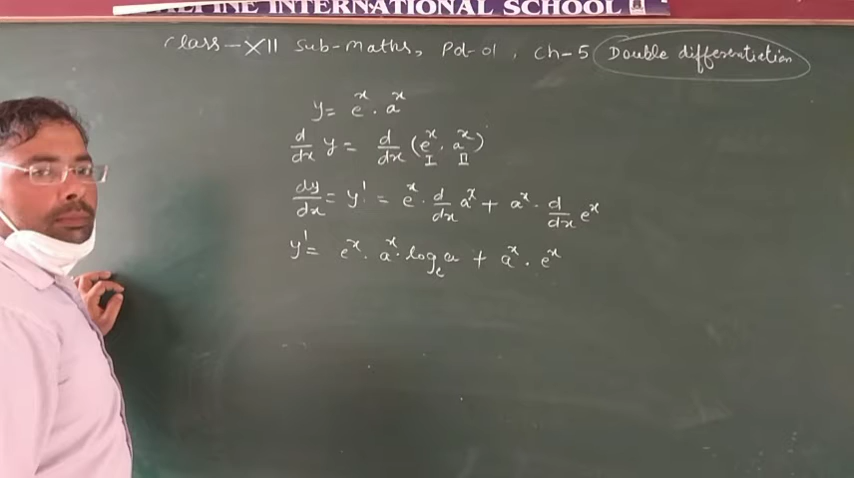 INTERNATIONAL SCHOOL
Class-XII Sub-Maths, Pd-01, Ch-5 Double differentiation
y = e^x . a^x
d/dx y = d/dx (e^x . a^x)
I II
dy/dx = y' = e^x . d/dx a^x + a^x . d/dx e^x
y' = e^x . a^x . log_e a + a^x . e^x